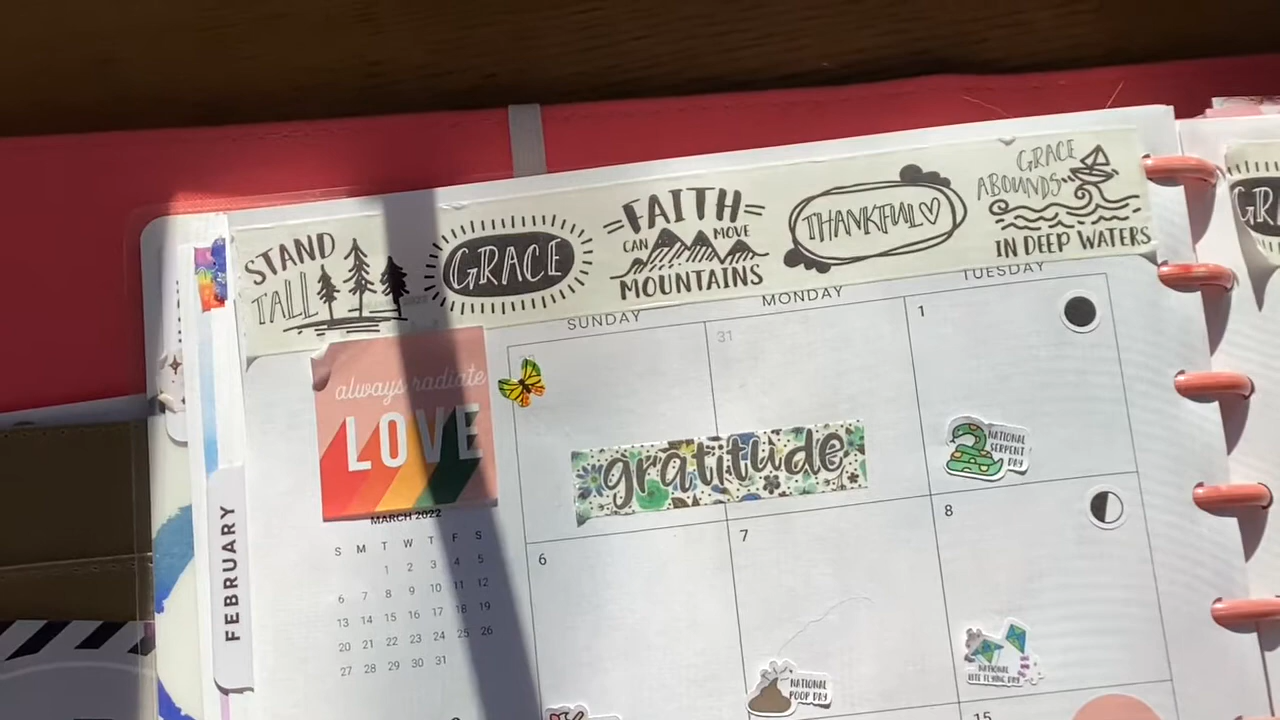 STAND
TALL
GRACE
FAITH
CAN MOVE
MOUNTAINS
THANKFUL
GRACE
ABOUNDS
IN DEEP WATERS
GR
SUNDAY MONDAY TUESDAY
31 1
always radiate
LOVE
gratitude
NATIONAL
SERPENT
DAY
MARCH 2022
S M T W T F S
1 2 3 4 5
6 7 8 9 10 11 12
13 14 15 16 17 18 19
20 21 22 23 24 25 26
27 28 29 30 31
FEBRUARY
6 7 8
NATIONAL
POOP DAY
NATIONAL
KITE FLYING DAY
15